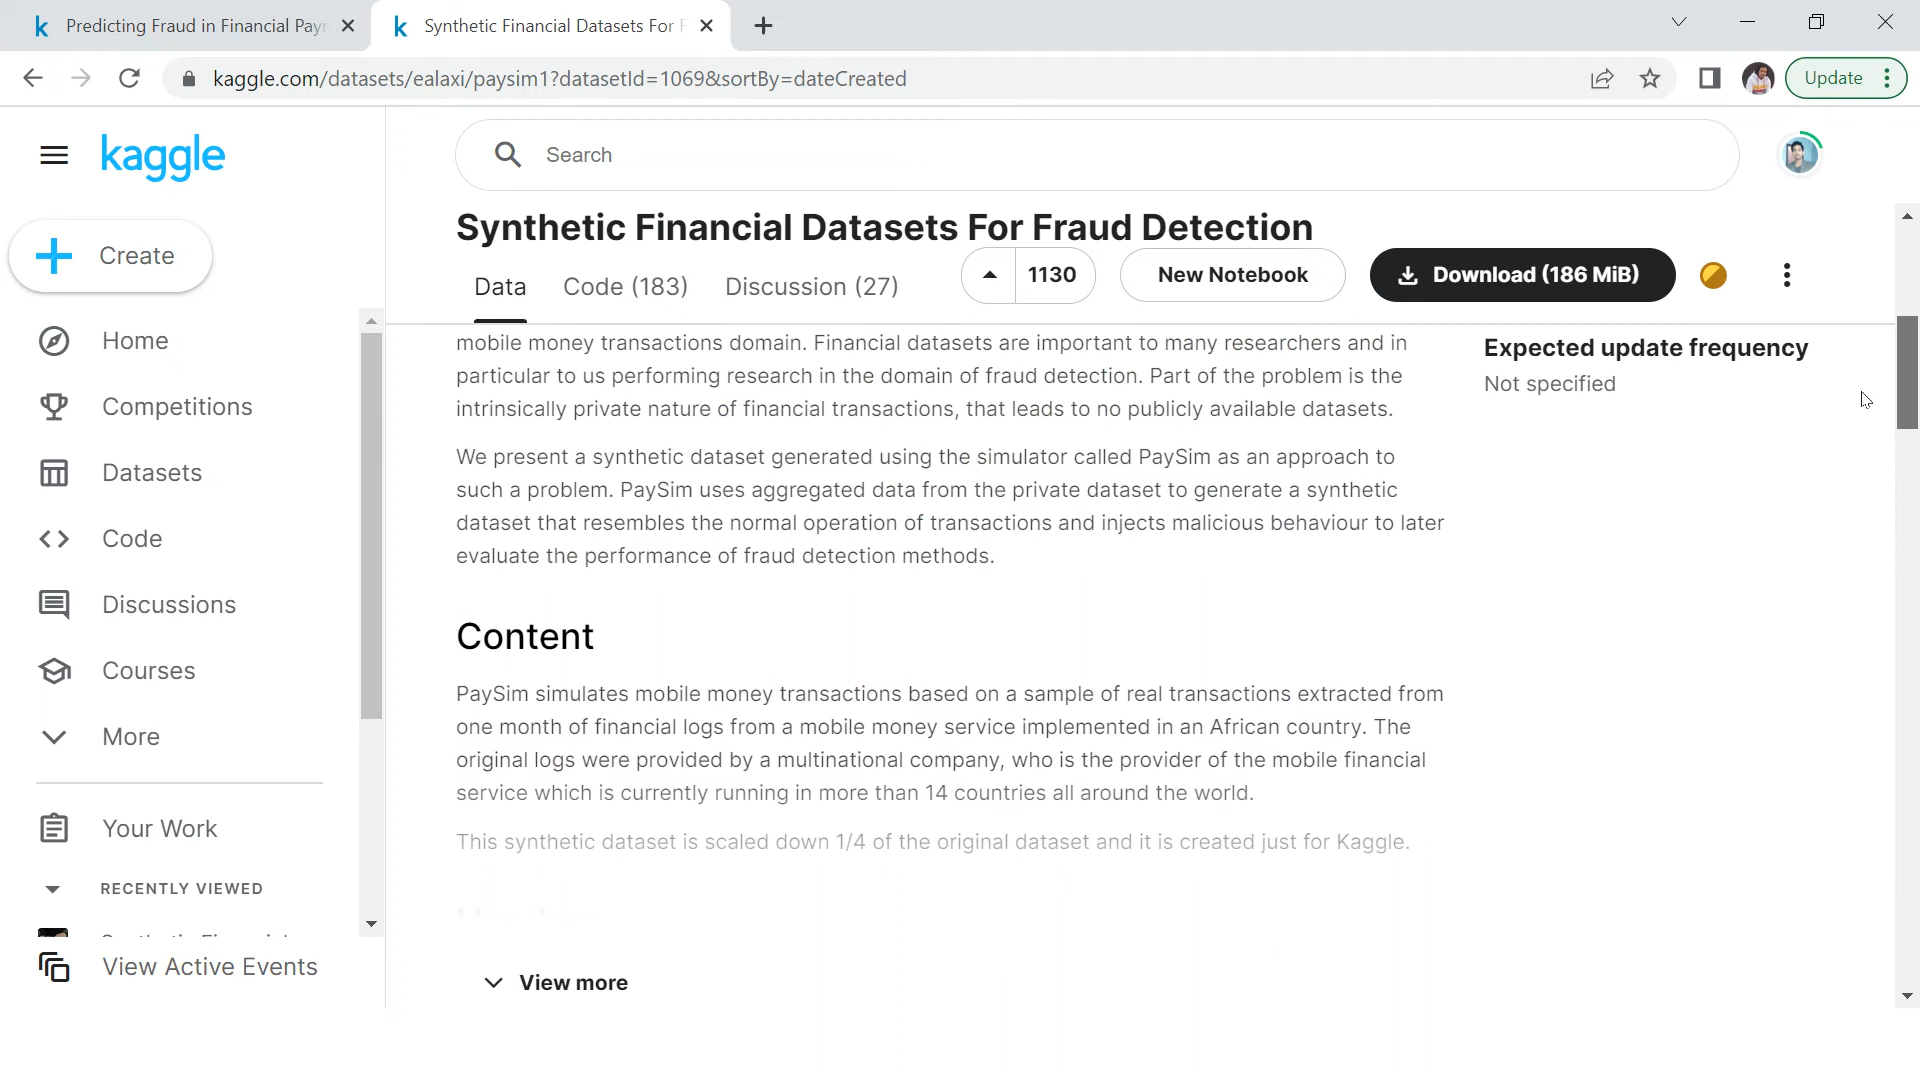 Predicting Fraud in Financial Payr
Synthetic Financial Datasets For F
kaggle.com/datasets/ealaxi/paysim1?datasetId=1069&sortBy=dateCreated
Update
kaggle
Search
Create
Synthetic Financial Datasets For Fraud Detection
Data
Code (183)
Discussion (27)
1130
New Notebook
Download (186 MiB)
Home
Competitions
Datasets
Code
Discussions
Courses
More
Your Work
RECENTLY VIEWED
View Active Events
mobile money transactions domain. Financial datasets are important to many researchers and in
particular to us performing research in the domain of fraud detection. Part of the problem is the
intrinsically private nature of financial transactions, that leads to no publicly available datasets.
We present a synthetic dataset generated using the simulator called PaySim as an approach to
such a problem. PaySim uses aggregated data from the private dataset to generate a synthetic
dataset that resembles the normal operation of transactions and injects malicious behaviour to later
evaluate the performance of fraud detection methods.
Content
PaySim simulates mobile money transactions based on a sample of real transactions extracted from
one month of financial logs from a mobile money service implemented in an African country. The
original logs were provided by a multinational company, who is the provider of the mobile financial
service which is currently running in more than 14 countries all around the world.
This synthetic dataset is scaled down 1/4 of the original dataset and it is created just for Kaggle.
View more
Expected update frequency
Not specified